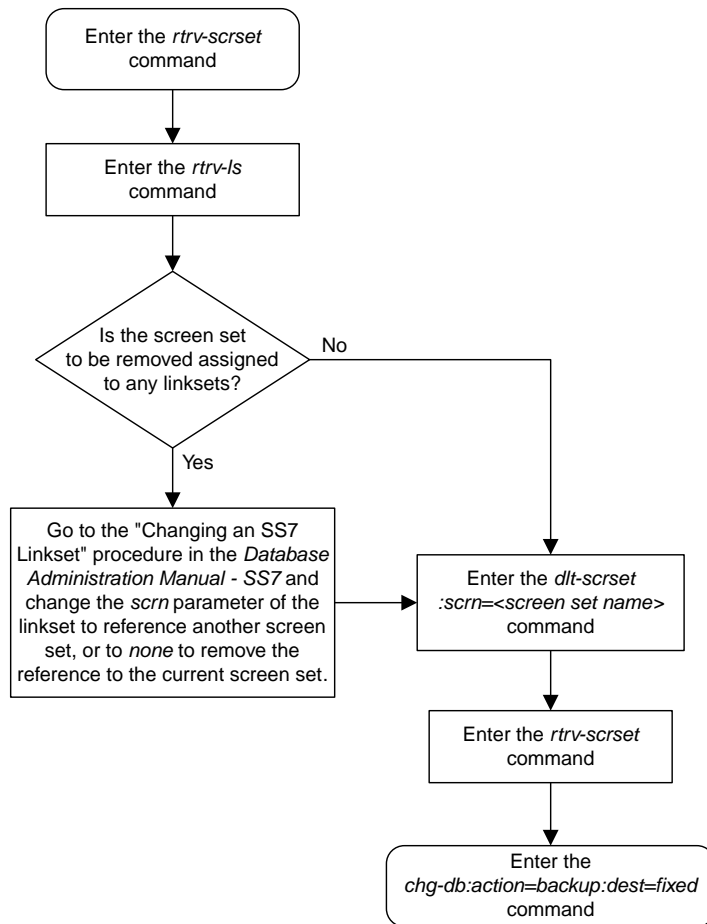 Enter the rtrv-scrset
command
Enter the rtrv-ls
command
Is the screen set
to be removed assigned
to any linksets?
No
Yes
Go to the "Changing an SS7
Linkset" procedure in the Database
Administration Manual - SS7 and
change the scrn parameter of the
linkset to reference another screen
set, or to none to remove the
reference to the current screen set.
Enter the dlt-scrset
:scrn=<screen set name>
command
Enter the rtrv-scrset
command
Enter the
chg-db:action=backup:dest=fixed
command